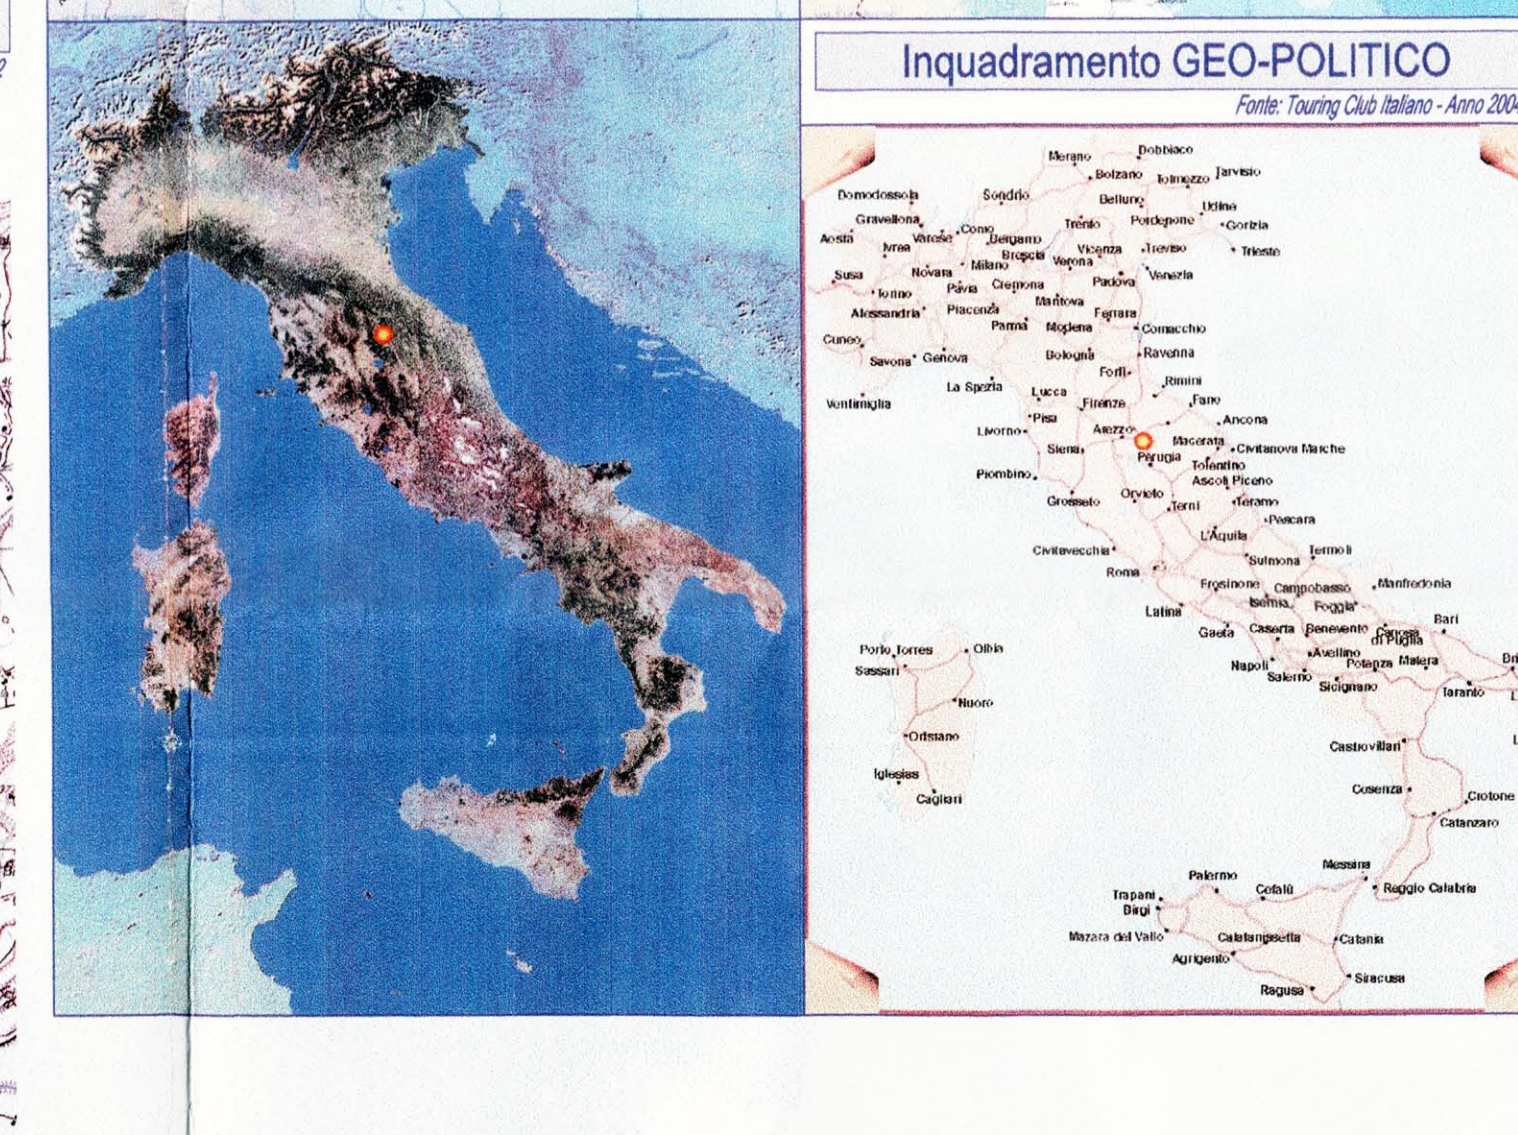 Inquadramento GEO-POLITICO
Fonte: Touring Club Italiano - Anno 2004
Merano
Dobbiaco
Bolzano
Tolmezzo
Tarvisio
Domodossola
Sondrio
Belluno
Udine
Gravellona
Como
Trento
Pordenone
Gorizia
Aosta
Ivrea
Varese
Bergamo
Brescia
Vicenza
Treviso
Trieste
Verona
Susa
Novara
Milano
Padova
Venezia
Torino
Pavia
Cremona
Mantova
Alessandria
Piacenza
Ferrara
Parma
Modena
Comacchio
Cuneo
Savona
Genova
Bologna
Ravenna
Forlì
La Spezia
Lucca
Rimini
Ventimiglia
Firenze
Fano
Pisa
Ancona
Livorno
Arezzo
Macerata
Siena
Civitanova Marche
Perugia
Tolentino
Piombino
Ascoli Piceno
Grosseto
Orvieto
Terni
Teramo
Pescara
L'Aquila
Civitavecchia
Sulmona
Termoli
Roma
Frosinone
Campobasso
Manfredonia
Isernia
Foggia
Latina
Gaeta
Caserta
Benevento
Canosa
di Puglia
Bari
Porto Torres
Olbia
Avellino
Sassari
Napoli
Potenza
Matera
Salerno
Sicignano
Taranto
Nuoro
Oristano
Castrovillari
Iglesias
Cagliari
Cosenza
Crotone
Catanzaro
Messina
Palermo
Reggio Calabria
Trapani
Cefalù
Birgi
Mazara del Vallo
Caltanissetta
Catania
Agrigento
Siracusa
Ragusa